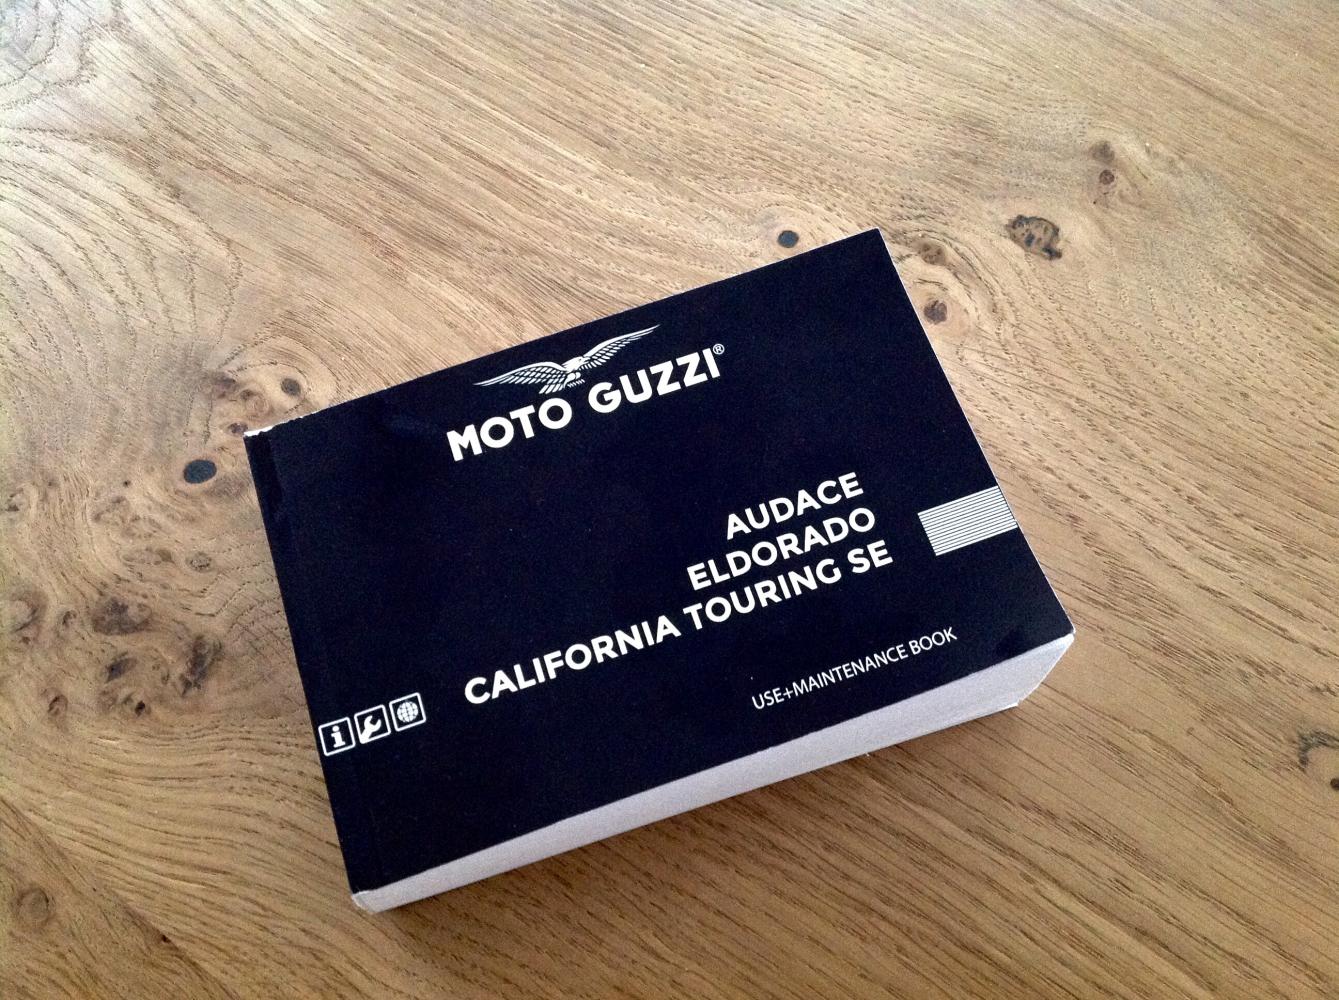 MOTO GUZZI®
AUDACE
ELDORADO
CALIFORNIA TOURING SE
USE+MAINTENANCE BOOK
i